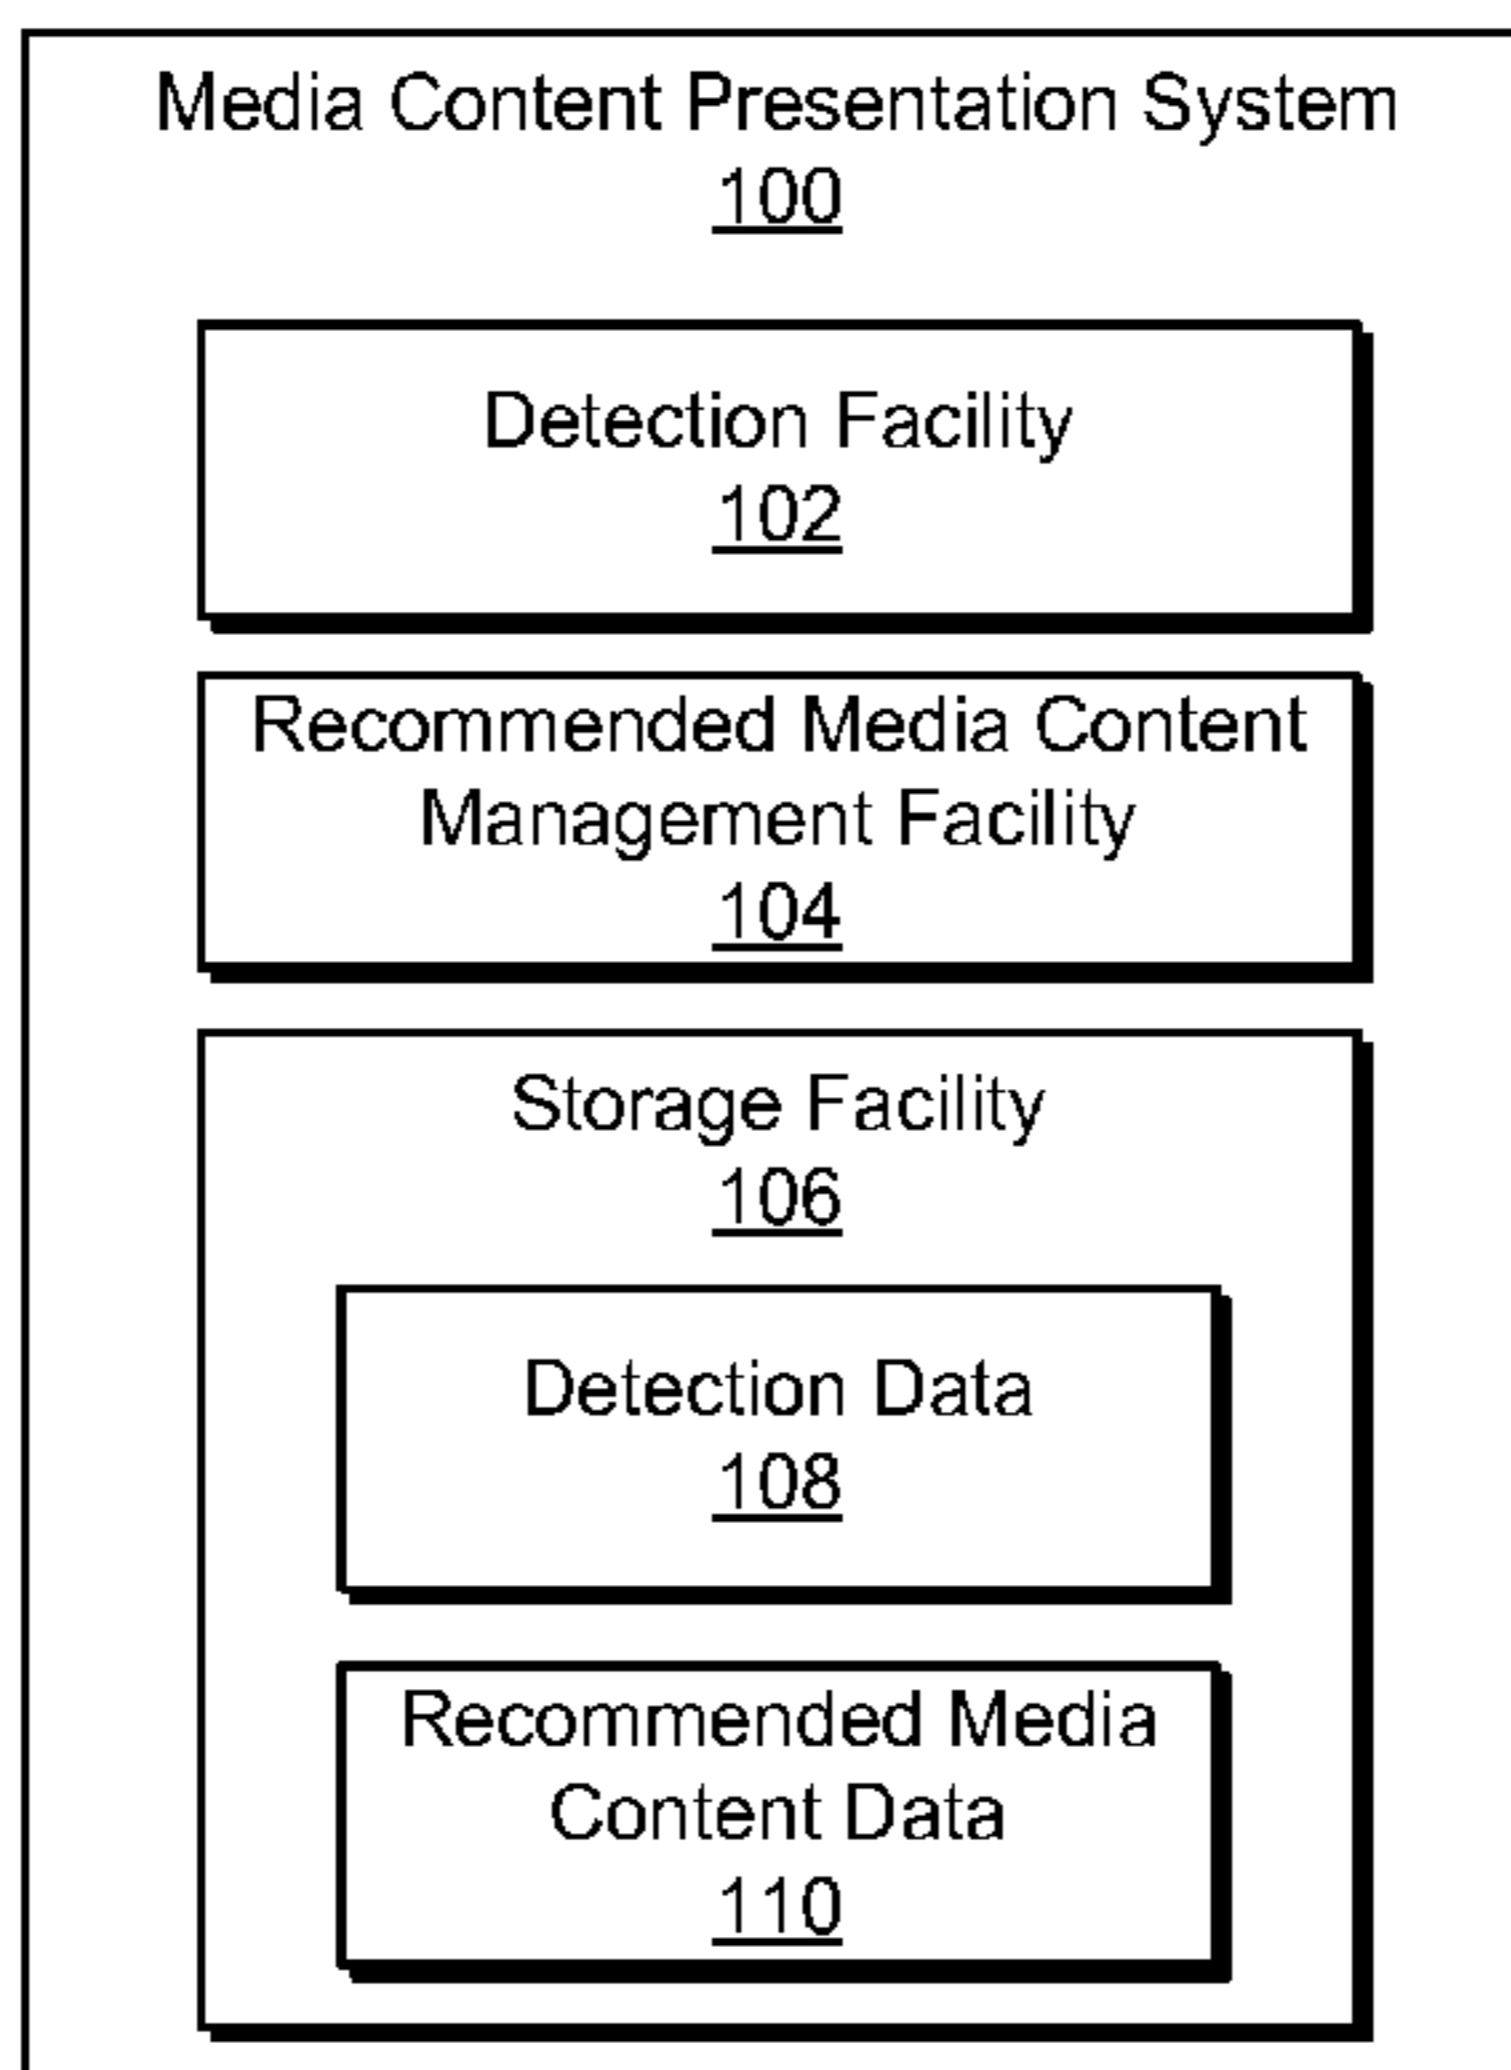 Media Content Presentation System
100
Detection Facility
102
Recommended Media Content
Management Facility
104
Storage Facility
106
Detection Data
108
Recommended Media
Content Data
110